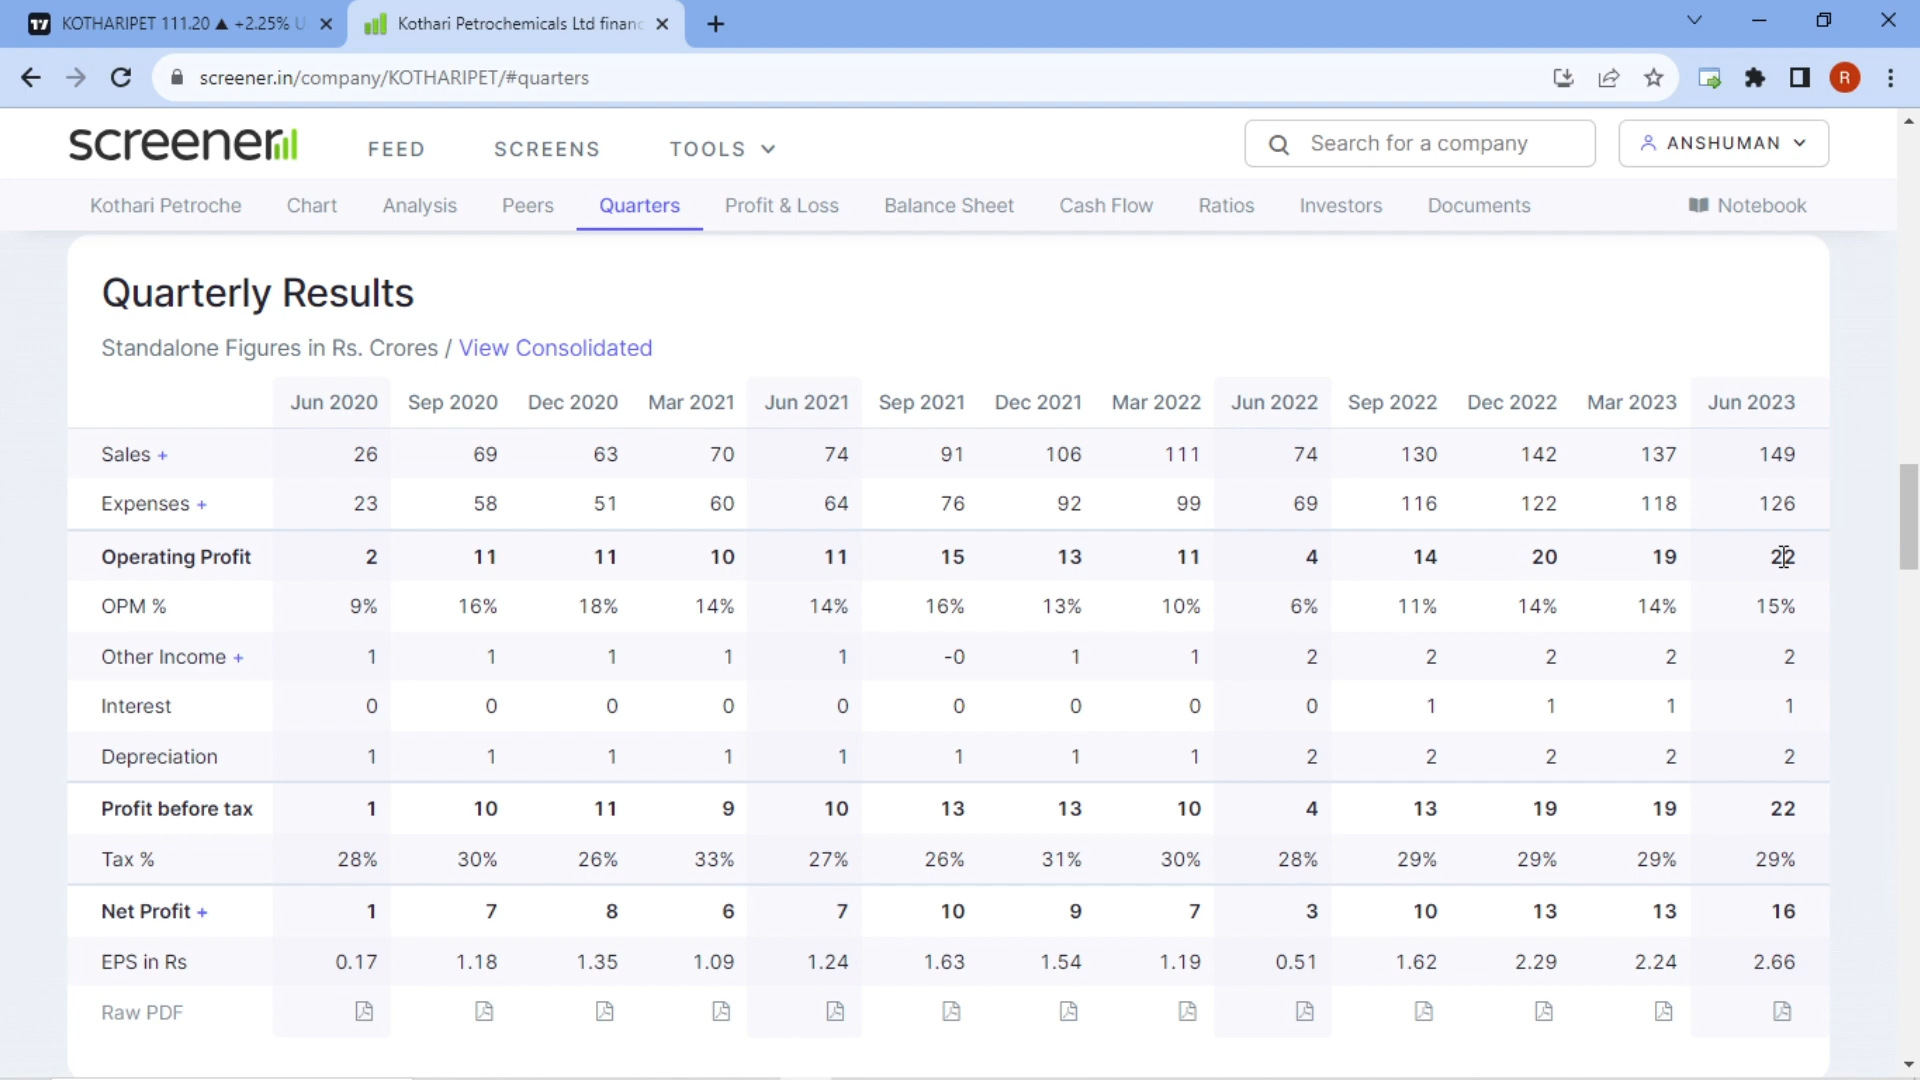 KOTHARIPET 111.20 ▲ +2.25% U
Kothari Petrochemicals Ltd financ
screener.in/company/KOTHARIPET/#quarters
R
screener
FEED SCREENS TOOLS
Search for a company
ANSHUMAN
Kothari Petroche Chart Analysis Peers Quarters Profit & Loss Balance Sheet Cash Flow Ratios Investors Documents Notebook
Quarterly Results
Standalone Figures in Rs. Crores / View Consolidated
Jun 2020 Sep 2020 Dec 2020 Mar 2021 Jun 2021 Sep 2021 Dec 2021 Mar 2022 Jun 2022 Sep 2022 Dec 2022 Mar 2023 Jun 2023
Sales + 26 69 63 70 74 91 106 111 74 130 142 137 149
Expenses + 23 58 51 60 64 76 92 99 69 116 122 118 126
Operating Profit 2 11 11 10 11 15 13 11 4 14 20 19 22
OPM % 9% 16% 18% 14% 14% 16% 13% 10% 6% 11% 14% 14% 15%
Other Income + 1 1 1 1 1 -0 1 1 2 2 2 2 2
Interest 0 0 0 0 0 0 0 0 0 1 1 1 1
Depreciation 1 1 1 1 1 1 1 1 2 2 2 2 2
Profit before tax 1 10 11 9 10 13 13 10 4 13 19 19 22
Tax % 28% 30% 26% 33% 27% 26% 31% 30% 28% 29% 29% 29% 29%
Net Profit + 1 7 8 6 7 10 9 7 3 10 13 13 16
EPS in Rs 0.17 1.18 1.35 1.09 1.24 1.63 1.54 1.19 0.51 1.62 2.29 2.24 2.66
Raw PDF